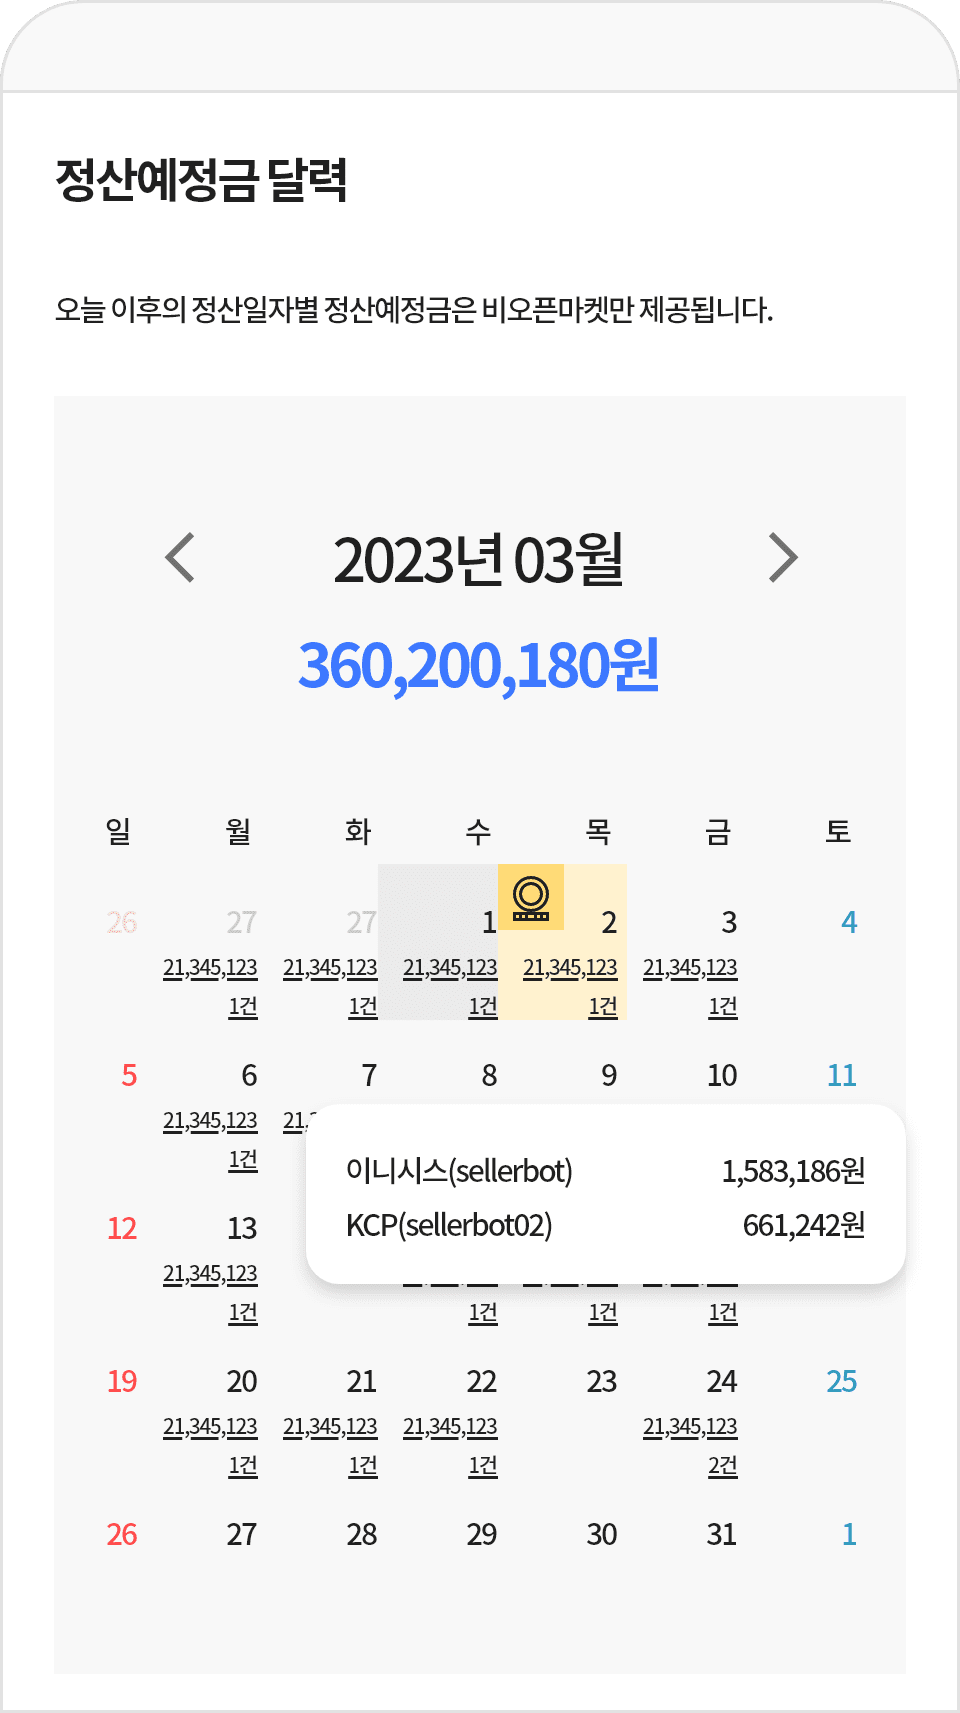 정산예정금 달력
오늘 이후의 정산일자별 정산예정금은 비오픈마켓만 제공됩니다.
2023년 03월
360,200,180원
일 월 화 수 목 금 토
26 27 27 1 2 3 4
21,345,123 21,345,123 21,345,123 21,345,123 21,345,123
1건 1건 1건 1건 1건
5 6 7 8 9 10 11
21,345,123
1건
이니시스(sellerbot) 1,583,186원
KCP(sellerbot02) 661,242원
12 13
21,345,123
1건 1건 1건 1건
19 20 21 22 23 24 25
21,345,123 21,345,123 21,345,123 21,345,123
1건 1건 1건 2건
26 27 28 29 30 31 1